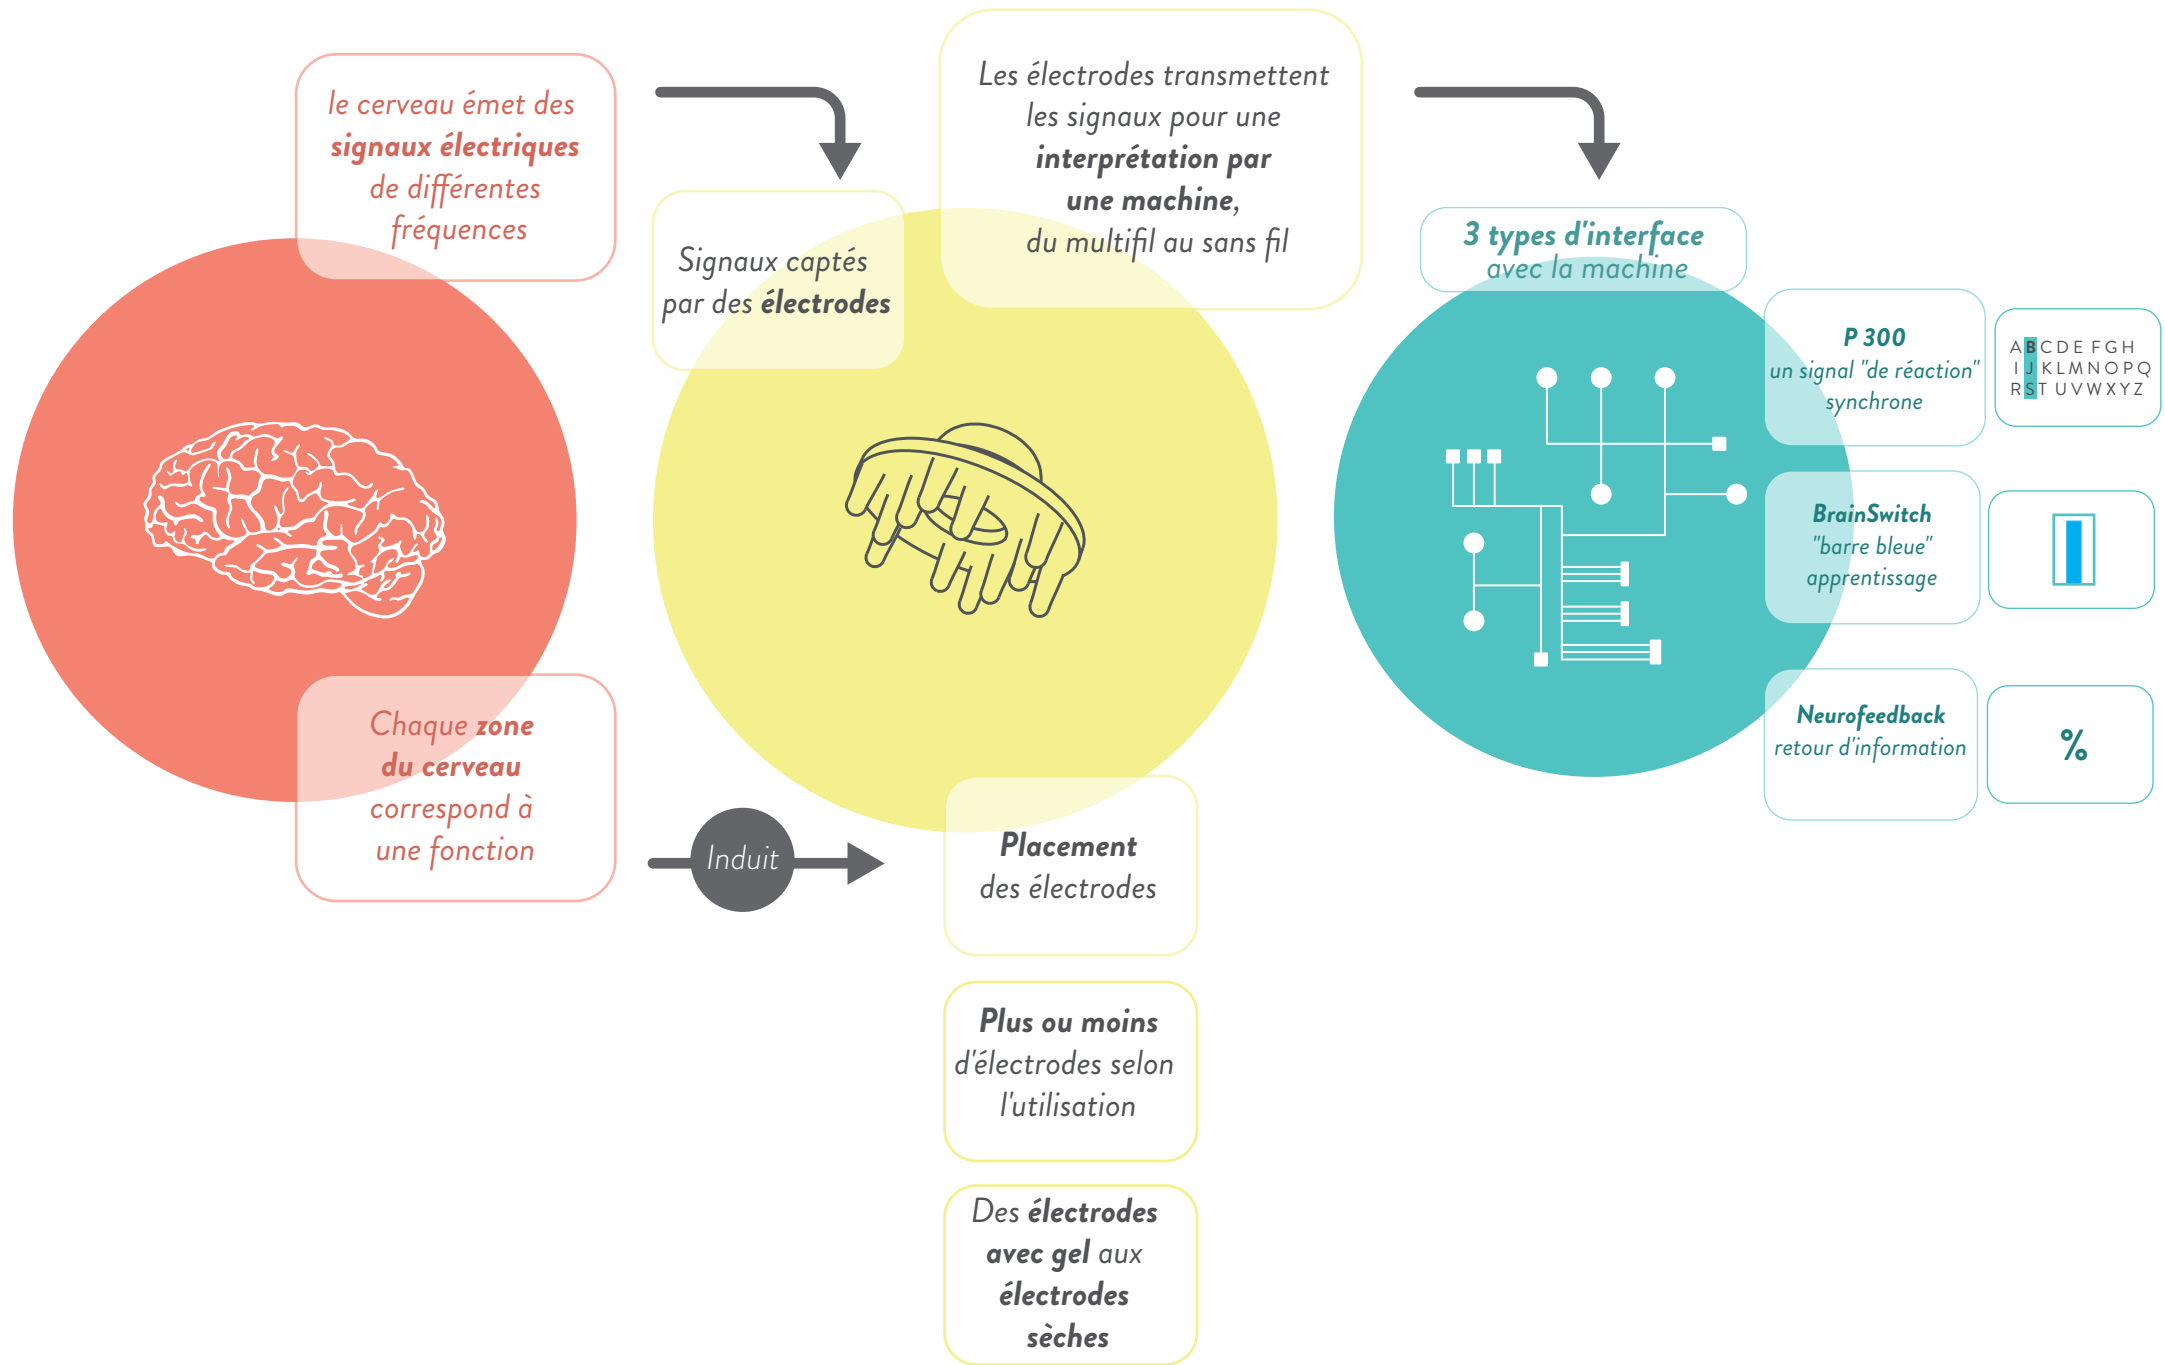 le cerveau émet des
signaux électriques
de différentes
fréquences
Chaque zone
du cerveau
correspond à
une fonction
Induit
Signaux captés
par des électrodes
Les électrodes transmettent
les signaux pour une
interprétation par
une machine,
du multifil au sans fil
Placement
des électrodes
Plus ou moins
d'électrodes selon
l'utilisation
Des électrodes
avec gel aux
électrodes
sèches
3 types d'interface
avec la machine
P 300
un signal "de réaction"
synchrone
A B C D E F G H
I J K L M N O P Q
R S T U V W X Y Z
BrainSwitch
"barre bleue"
apprentissage
Neurofeedback
retour d'information
%